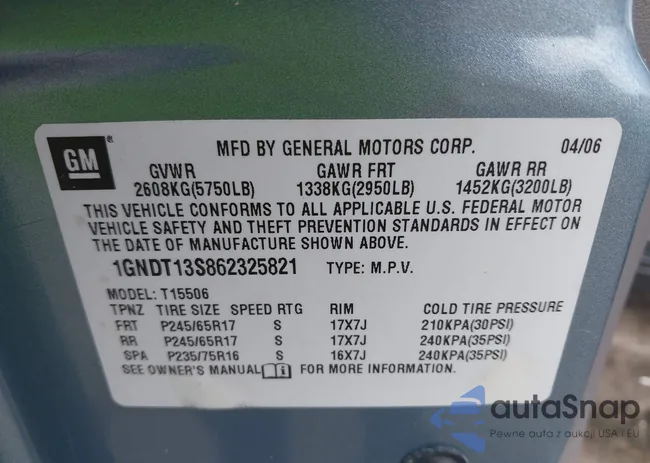 GM®
MFD BY GENERAL MOTORS CORP. 04/06
GVWR GAWR FRT GAWR RR
2608KG(5750LB) 1338KG(2950LB) 1452KG(3200LB)
THIS VEHICLE CONFORMS TO ALL APPLICABLE U.S. FEDERAL MOTOR
VEHICLE SAFETY AND THEFT PREVENTION STANDARDS IN EFFECT ON
THE DATE OF MANUFACTURE SHOWN ABOVE.
1GNDT13S862325821 TYPE: M.P.V.
MODEL: T15506
TPNZ TIRE SIZE SPEED RTG RIM COLD TIRE PRESSURE
FRT P245/65R17 S 17X7J 210KPA(30PSI)
RR P245/65R17 S 17X7J 240KPA(35PSI)
SPA P235/75R16 S 16X7J 240KPA(35PSI)
SEE OWNER'S MANUAL FOR MORE INFORMATION.
autaSnap
Pewne auta z aukcji USA i EU